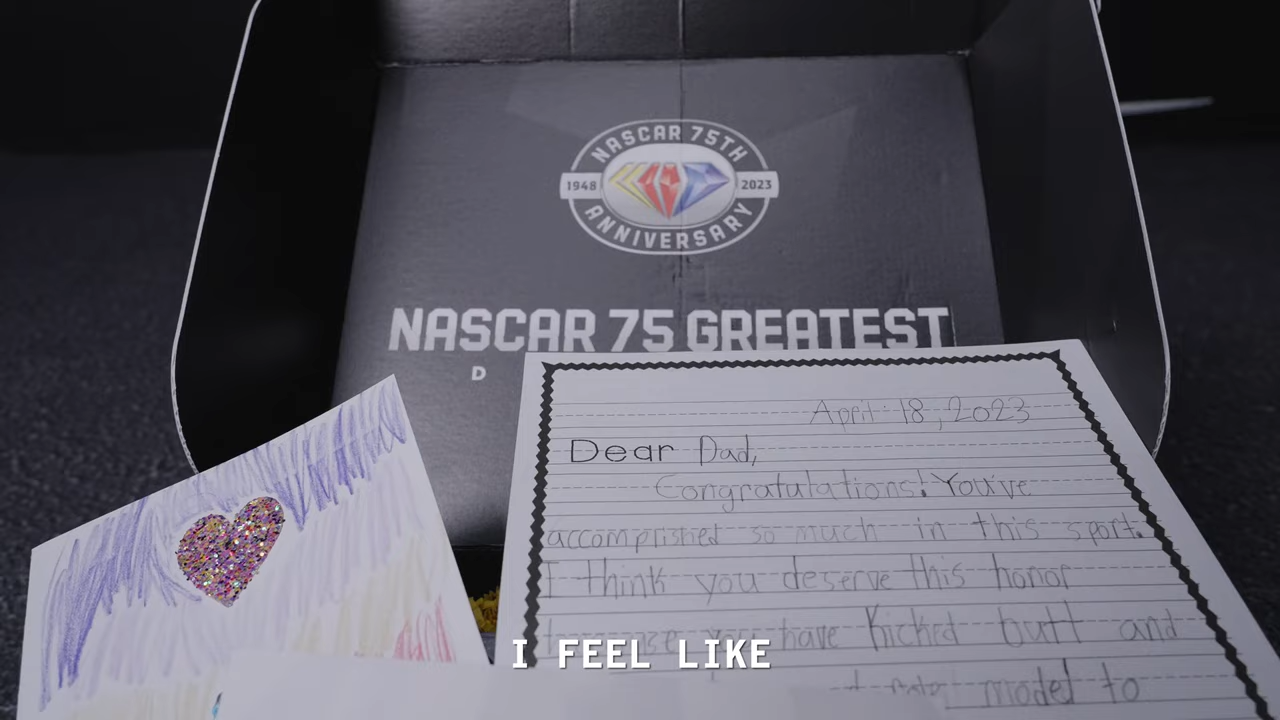 NASCAR 75TH
1948 2023
ANNIVERSARY
NASCAR 75 GREATEST
D
April 18, 2023
Dear Dad,
Congratulations! You've
accomplished so much in this sport.
I think you deserve this honor
have kicked butt and
model to
I FEEL LIKE